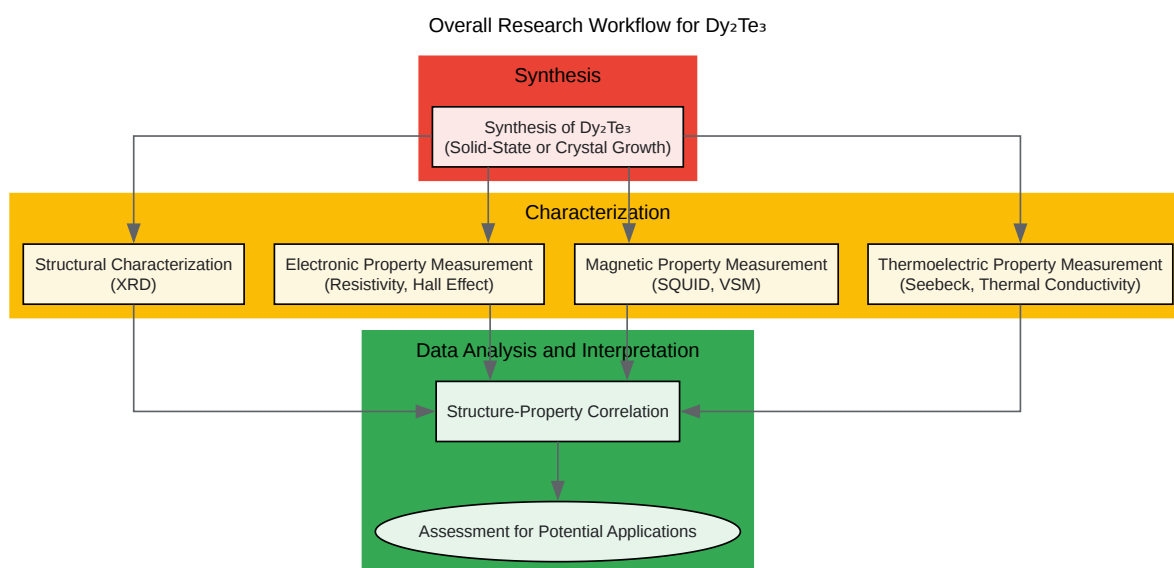 Overall Research Workflow for Dy₂Te₃
Synthesis
Synthesis of Dy₂Te₃
(Solid-State or Crystal Growth)
Characterization
Structural Characterization
(XRD)
Electronic Property Measurement
(Resistivity, Hall Effect)
Magnetic Property Measurement
(SQUID, VSM)
Thermoelectric Property Measurement
(Seebeck, Thermal Conductivity)
Data Analysis and Interpretation
Structure-Property Correlation
Assessment for Potential Applications